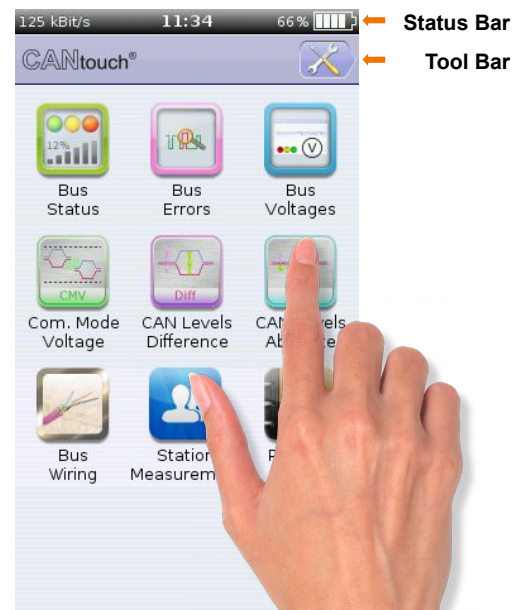 125 kBit/s 11:34 66% Status Bar
CANtouch® Tool Bar
12%
V
Bus
Status
Bus
Errors
Bus
Voltages
CMV
Diff
Com. Mode
Voltage
CAN Levels
Difference
Bus
Wiring
Station